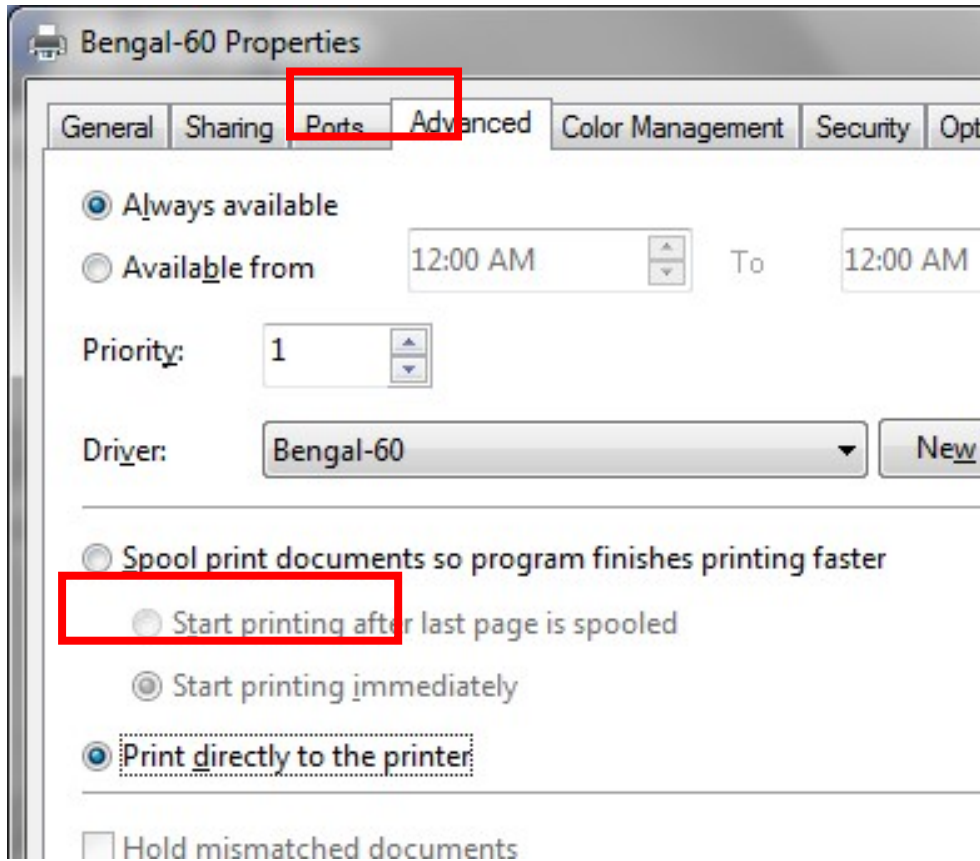 Bengal-60 Properties
General Sharing Ports Advanced Color Management Security Opt
Always available
Available from 12:00 AM To 12:00 AM
Priority: 1
Driver: Bengal-60 New
Spool print documents so program finishes printing faster
Start printing after last page is spooled
Start printing immediately
Print directly to the printer
Hold mismatched documents